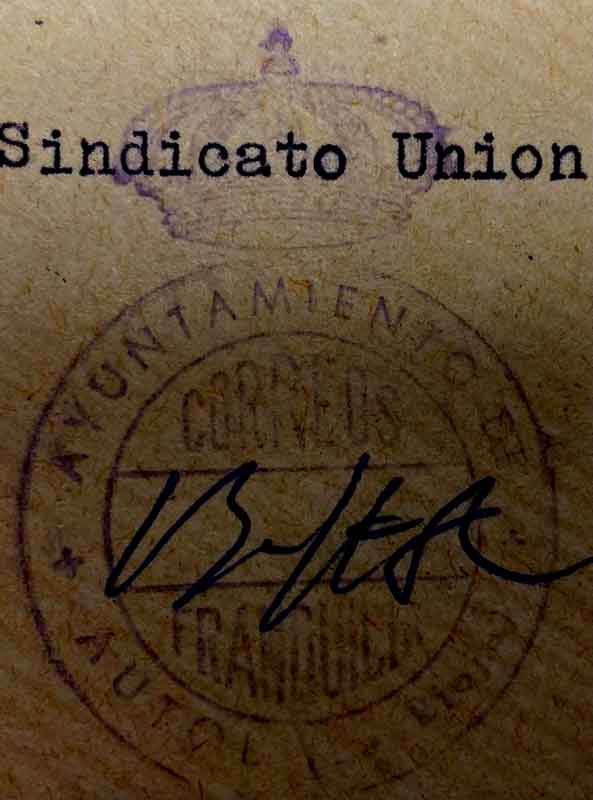 Sindicato Union
AYUNTAMIENTO DE
CORREOS
FRANQUICIA
AUTOL